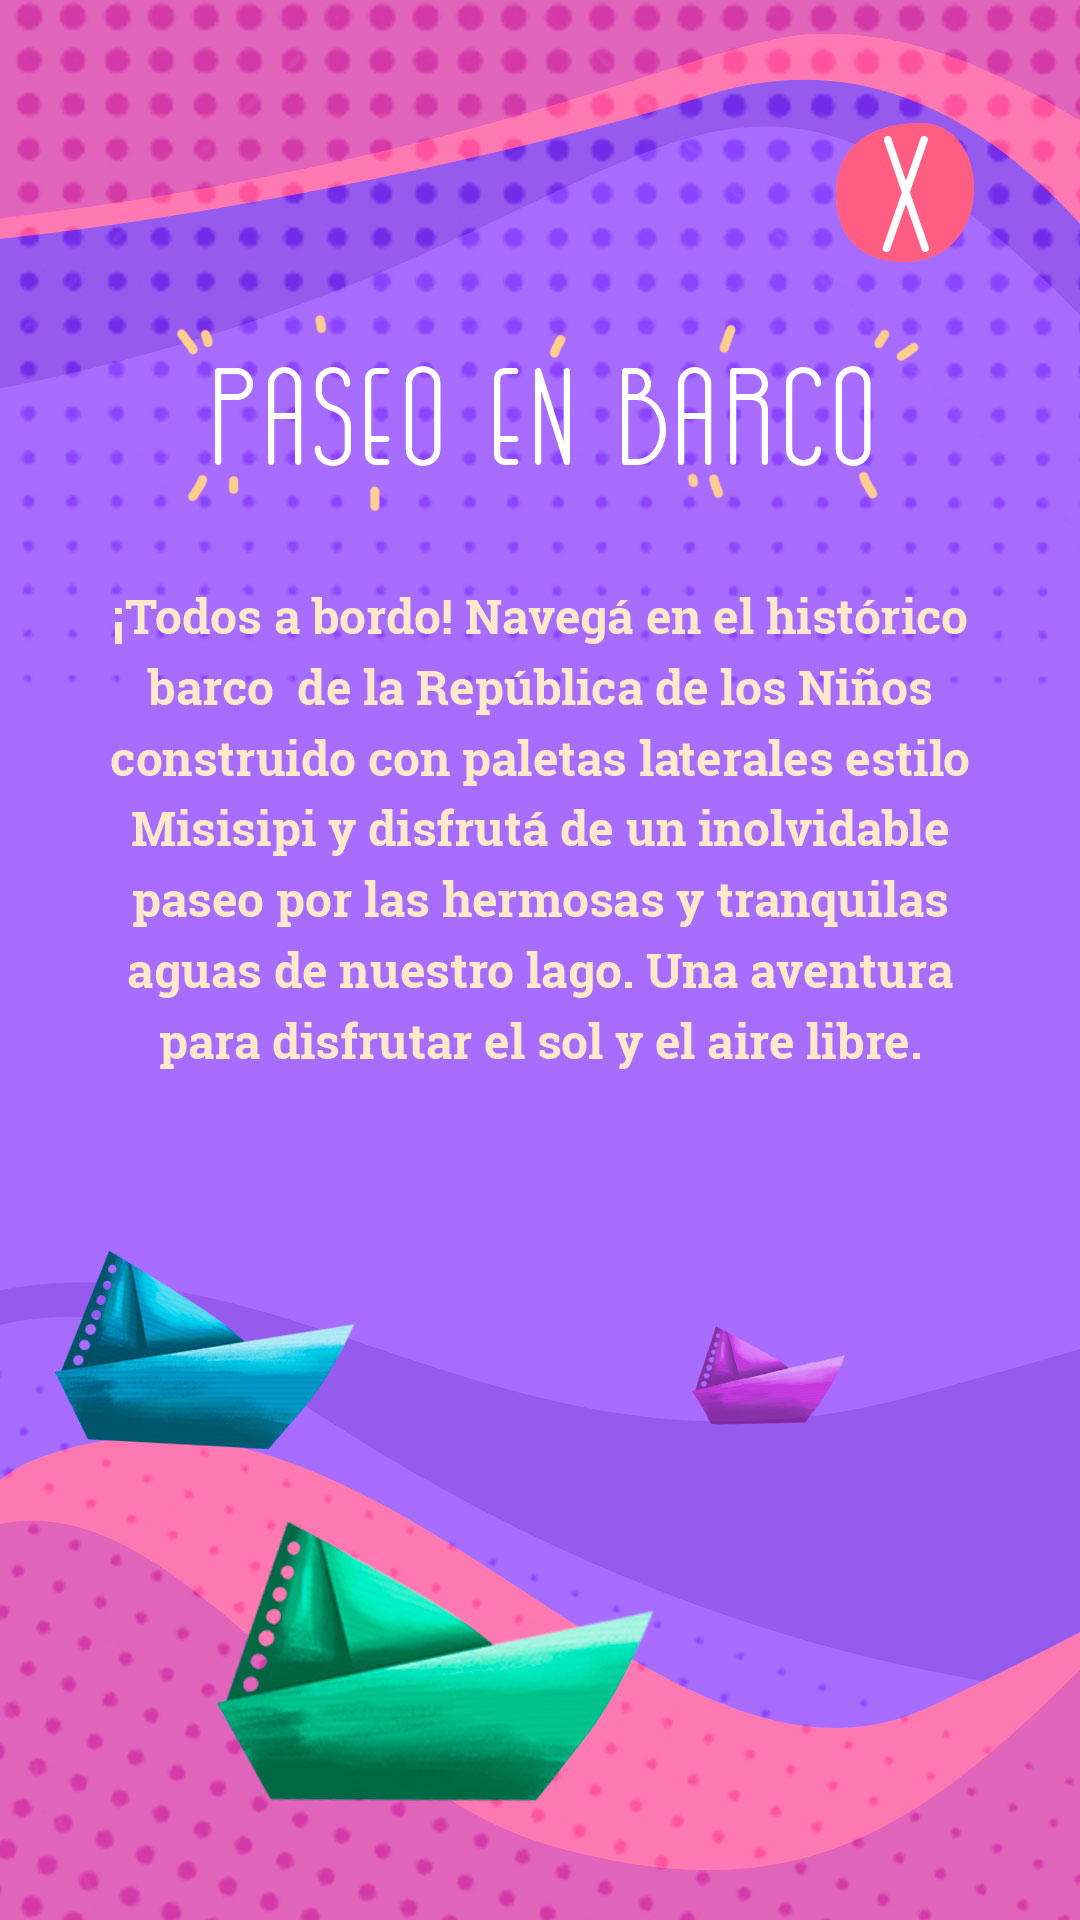 X
PASEO EN BARCO
¡Todos a bordo! Navegá en el histórico
barco  de la República de los Niños
construido con paletas laterales estilo
Misisipi y disfrutá de un inolvidable
paseo por las hermosas y tranquilas
aguas de nuestro lago. Una aventura
para disfrutar el sol y el aire libre.